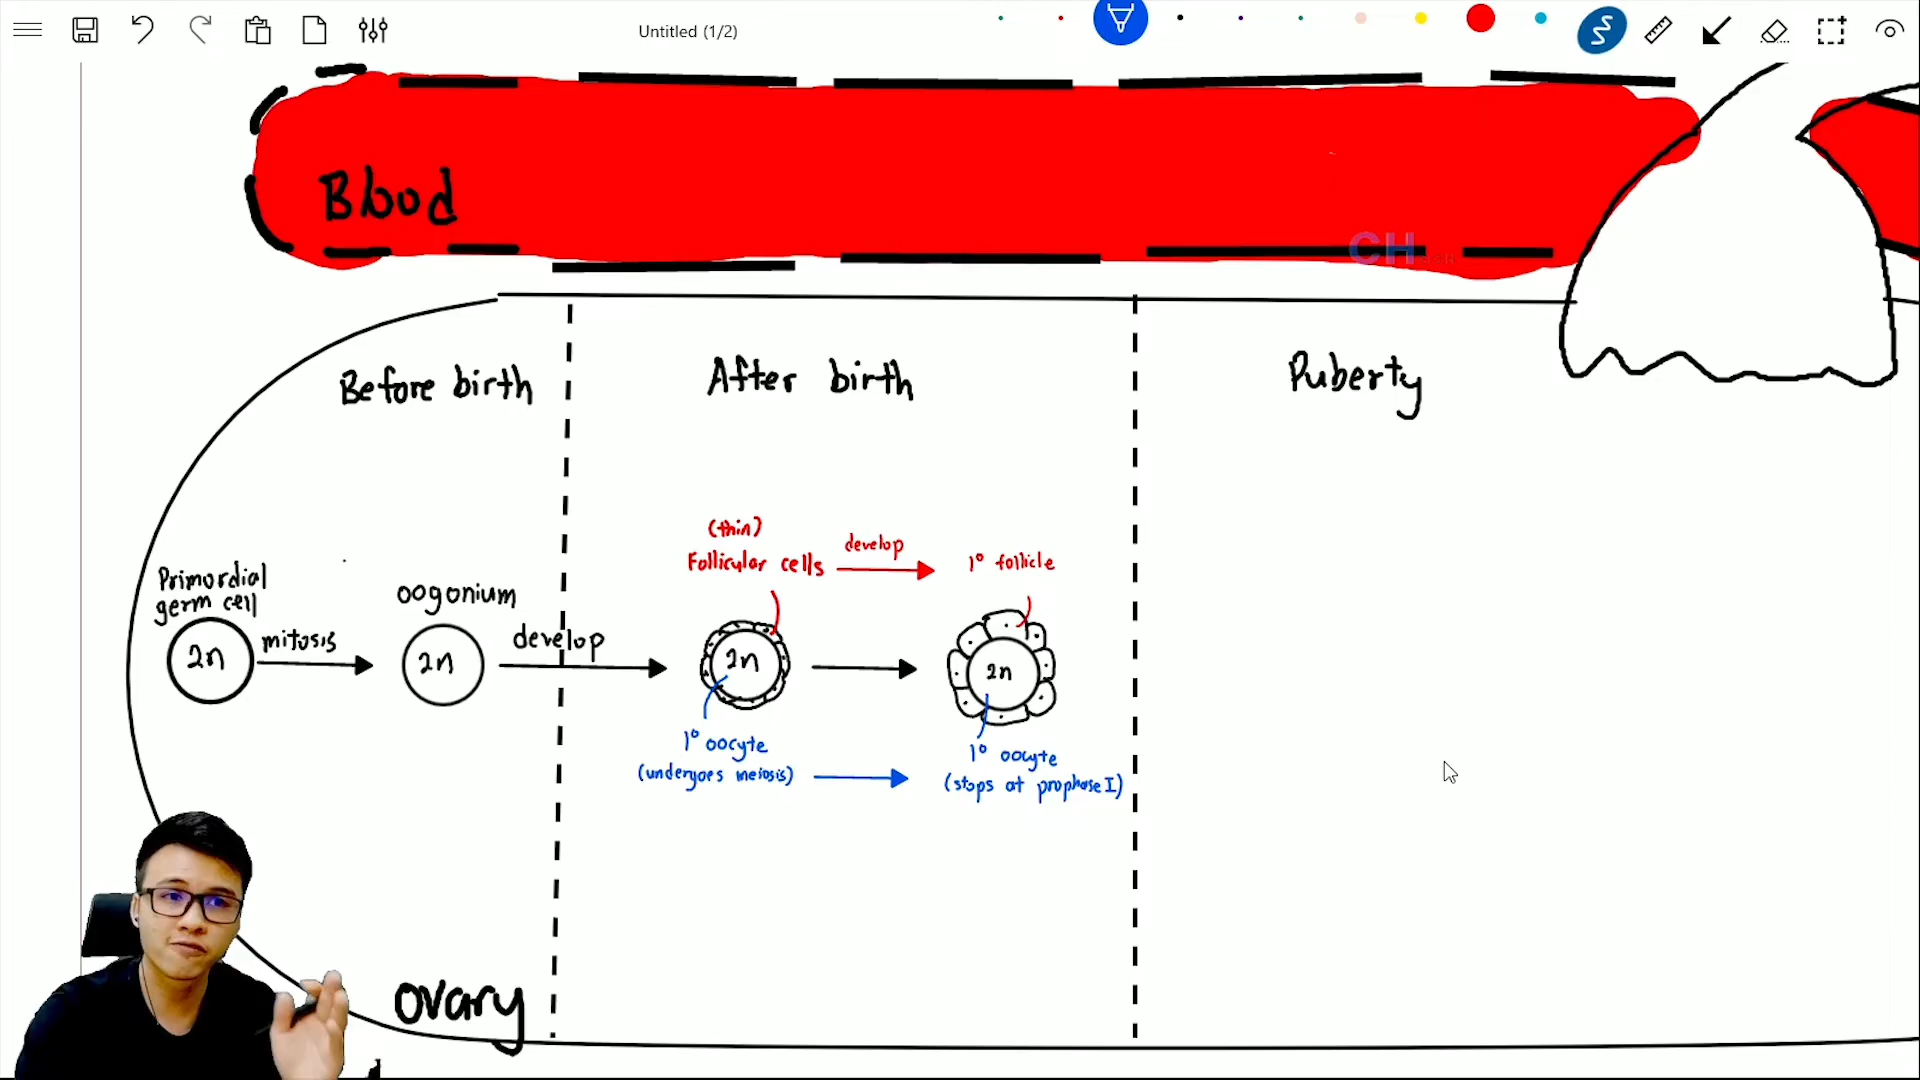 Untitled (1/2)
Blood
CH
Before birth
After birth
Puberty
(thin)
Follicular cells
develop
1° follicle
Primordial
germ cell
mitosis
oogonium
develop
2n
2n
2n
2n
1° oocyte
(undergoes meiosis)
1° oocyte
(stops at prophase I)
ovary